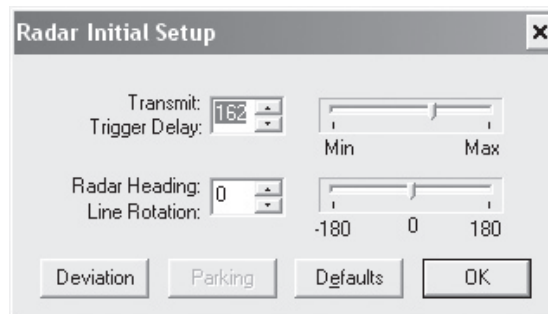 Radar Initial Setup
Transmit:
Trigger Delay:
162
Min Max
Radar Heading:
Line Rotation:
0
-180 0 180
Deviation Parking Defaults OK